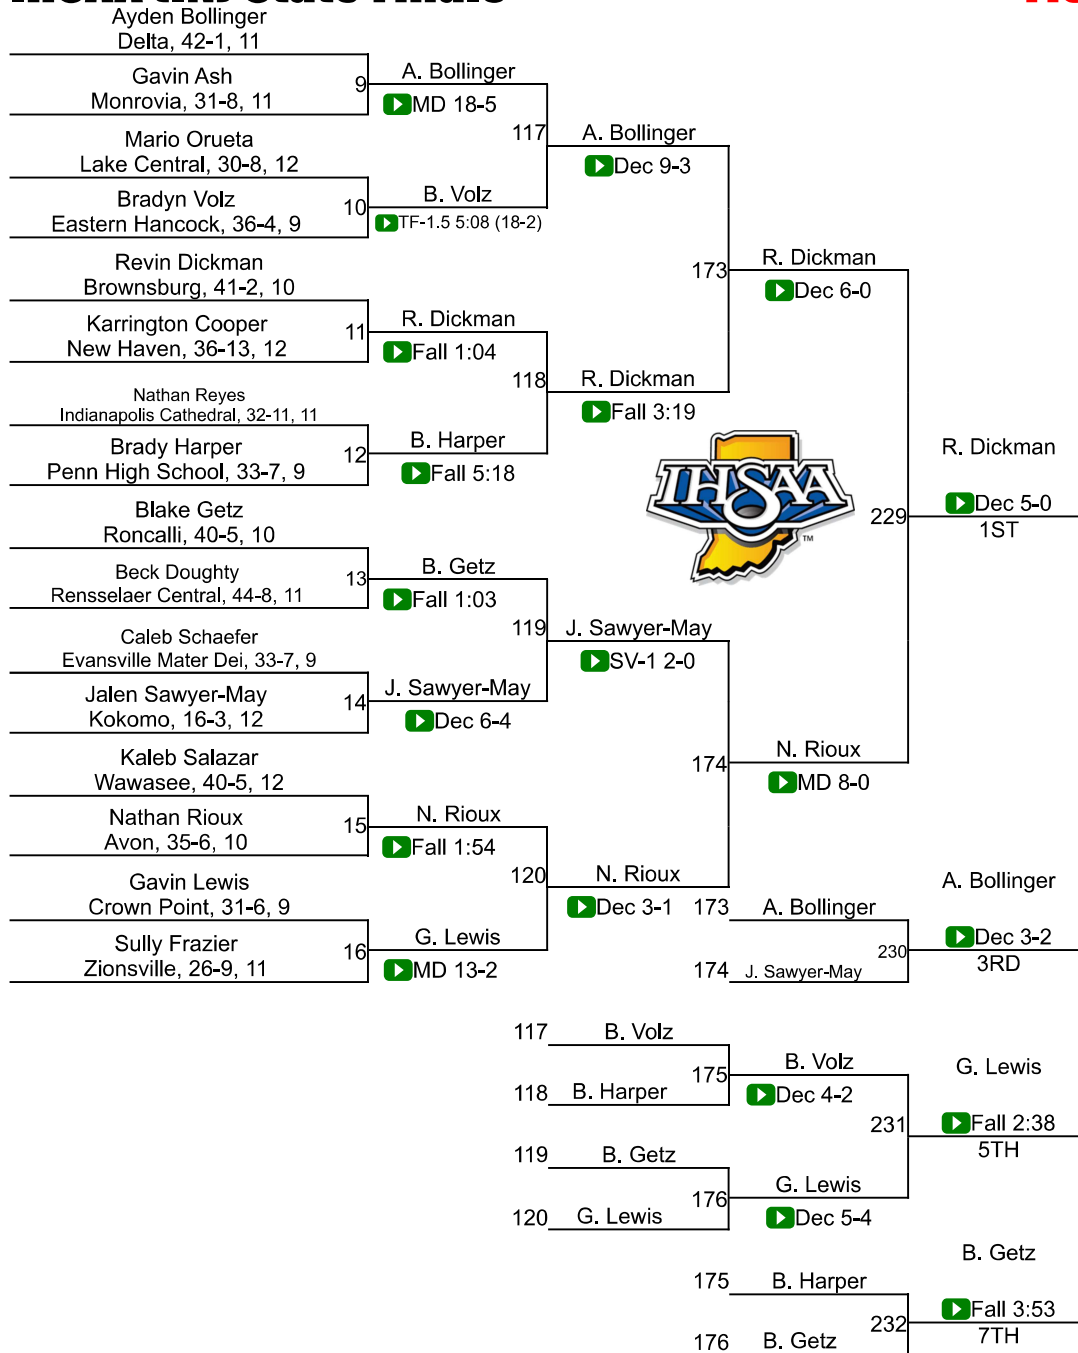 Ayden Bollinger
Delta, 42-1, 11
Gavin Ash
Monrovia, 31-8, 11
Mario Orueta
Lake Central, 30-8, 12
Bradyn Volz
Eastern Hancock, 36-4, 9
Revin Dickman
Brownsburg, 41-2, 10
Karrington Cooper
New Haven, 36-13, 12
Nathan Reyes
Indianapolis Cathedral, 32-11, 11
Brady Harper
Penn High School, 33-7, 9
Blake Getz
Roncalli, 40-5, 10
Beck Doughty
Rensselaer Central, 44-8, 11
Caleb Schaefer
Evansville Mater Dei, 33-7, 9
Jalen Sawyer-May
Kokomo, 16-3, 12
Kaleb Salazar
Wawasee, 40-5, 12
Nathan Rioux
Avon, 35-6, 10
Gavin Lewis
Crown Point, 31-6, 9
Sully Frazier
Zionsville, 26-9, 11
9
A. Bollinger
MD 18-5
10
B. Volz
TF-1.5 5:08 (18-2)
11
R. Dickman
Fall 1:04
12
B. Harper
Fall 5:18
13
B. Getz
Fall 1:03
14
J. Sawyer-May
Dec 6-4
15
N. Rioux
Fall 1:54
16
G. Lewis
MD 13-2
117
A. Bollinger
Dec 9-3
118
R. Dickman
Fall 3:19
119
J. Sawyer-May
SV-1 2-0
120
N. Rioux
Dec 3-1
173
R. Dickman
Dec 6-0
174
N. Rioux
MD 8-0
IHSAA
TM
229
R. Dickman
Dec 5-0
1ST
173
A. Bollinger
174
J. Sawyer-May
230
A. Bollinger
Dec 3-2
3RD
117
B. Volz
118
B. Harper
119
B. Getz
120
G. Lewis
175
B. Volz
Dec 4-2
176
G. Lewis
Dec 5-4
231
G. Lewis
Fall 2:38
5TH
175
B. Harper
176
B. Getz
232
B. Getz
Fall 3:53
7TH